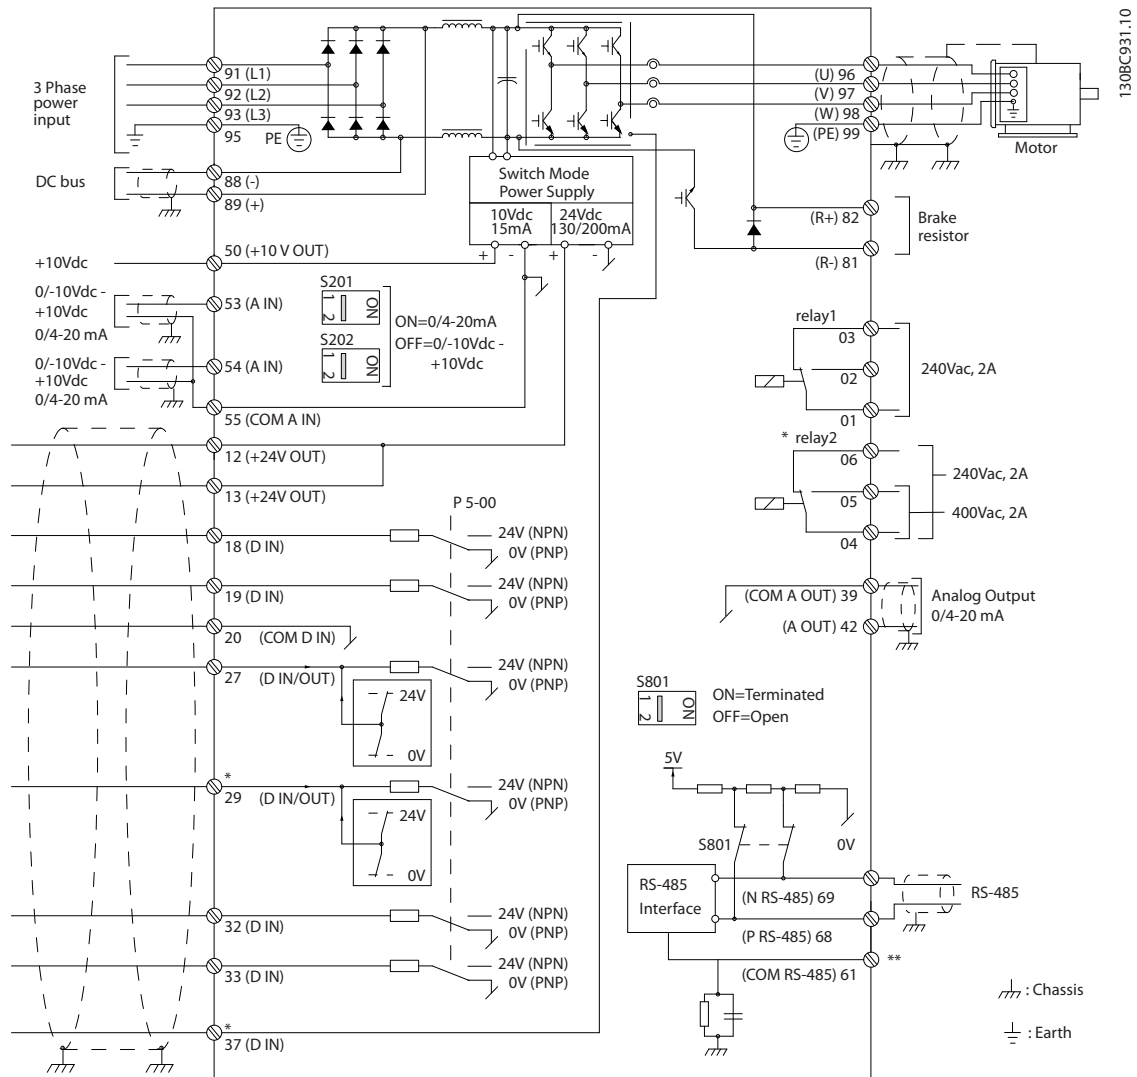 130BC931.10
3 Phase
power
input
91 (L1)
92 (L2)
93 (L3)
95
PE
DC bus
88 (-)
89 (+)
Switch Mode
Power Supply
10Vdc
15mA
24Vdc
130/200mA
+ - + -
(U) 96
(V) 97
(W) 98
(PE) 99
Motor
(R+) 82
(R-) 81
Brake
resistor
+10Vdc
50 (+10 V OUT)
0/-10Vdc -
+10Vdc
0/4-20 mA
53 (A IN)
0/-10Vdc -
+10Vdc
0/4-20 mA
54 (A IN)
55 (COM A IN)
S201
1 2
ON
S202
1 2
ON
ON=0/4-20mA
OFF=0/-10Vdc -
+10Vdc
relay1
03
02
01
240Vac, 2A
* relay2
06
05
04
240Vac, 2A
400Vac, 2A
12 (+24V OUT)
13 (+24V OUT)
P 5-00
18 (D IN)
24V (NPN)
0V (PNP)
19 (D IN)
24V (NPN)
0V (PNP)
20 (COM D IN)
27 (D IN/OUT)
24V (NPN)
0V (PNP)
24V
0V
*
29 (D IN/OUT)
24V (NPN)
0V (PNP)
24V
0V
32 (D IN)
24V (NPN)
0V (PNP)
33 (D IN)
24V (NPN)
0V (PNP)
*
37 (D IN)
(COM A OUT) 39
(A OUT) 42
Analog Output
0/4-20 mA
S801
1 2
ON
ON=Terminated
OFF=Open
5V
S801
0V
RS-485
Interface
(N RS-485) 69
(P RS-485) 68
(COM RS-485) 61
**
RS-485
: Chassis
: Earth